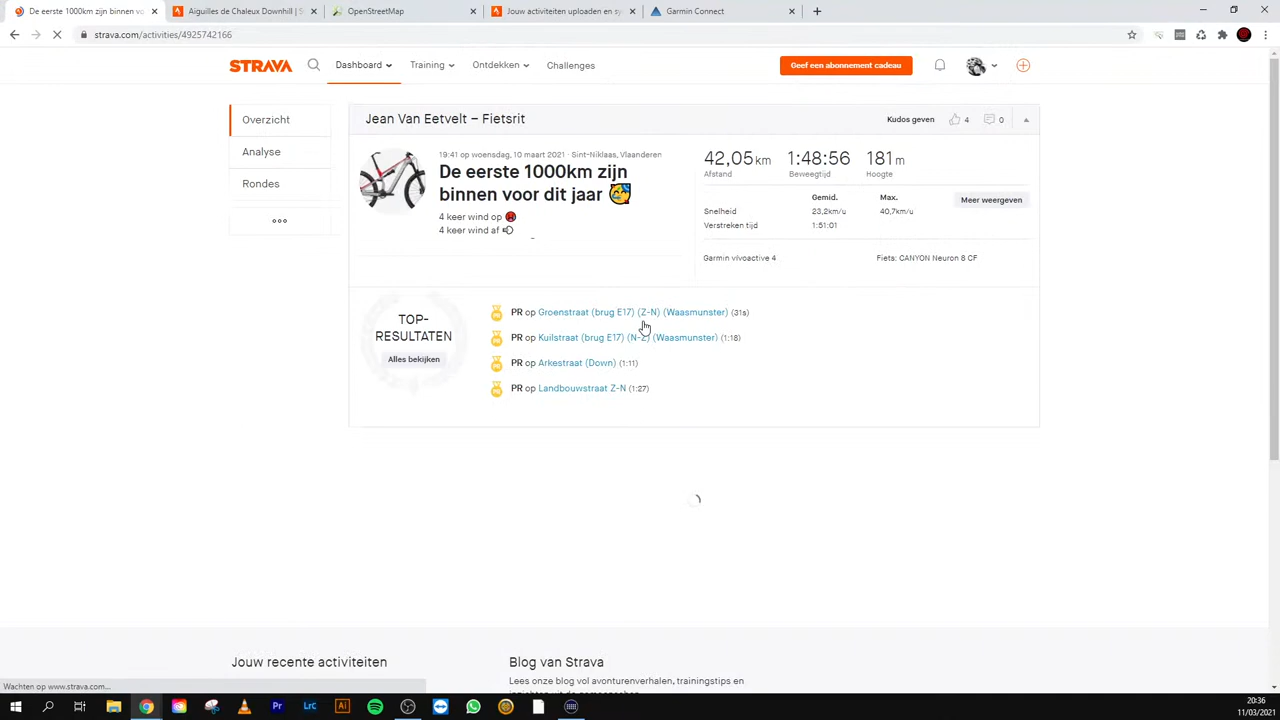 De eerste 1000km zijn binnen vo
Aiguilles de Chaleux Downhill | S
OpenStreetMap
Jouw activiteiten uploaden en sy
Garmin Connect
strava.com/activities/4925742166
STRAVA
Dashboard
Training
Ontdekken
Challenges
Geef een abonnement cadeau
Overzicht
Analyse
Rondes
Jean Van Eetvelt – Fietsrit
Kudos geven
4
0
19:41 op woensdag, 10 maart 2021 · Sint-Niklaas, Vlaanderen
De eerste 1000km zijn
binnen voor dit jaar
4 keer wind op
4 keer wind af
42,05 km
1:48:56
181 m
Afstand
Beweegtijd
Hoogte
Gemid.
Max.
Meer weergeven
Snelheid
23,2km/u
40,7km/u
Verstreken tijd
1:51:01
Garmin vívoactive 4
Fiets: CANYON Neuron 8 CF
TOP-
RESULTATEN
Alles bekijken
PR op Groenstraat (brug E17) (Z-N) (Waasmunster) (31s)
PR op Kuilstraat (brug E17) (N-Z) (Waasmunster) (1:18)
PR op Arkestraat (Down) (1:11)
PR op Landbouwstraat Z-N (1:27)
Jouw recente activiteiten
Blog van Strava
Lees onze blog vol avonturenverhalen, trainingstips en
Wachten op www.strava.com...
Pr
LrC
Ai
20:36
11/03/2021